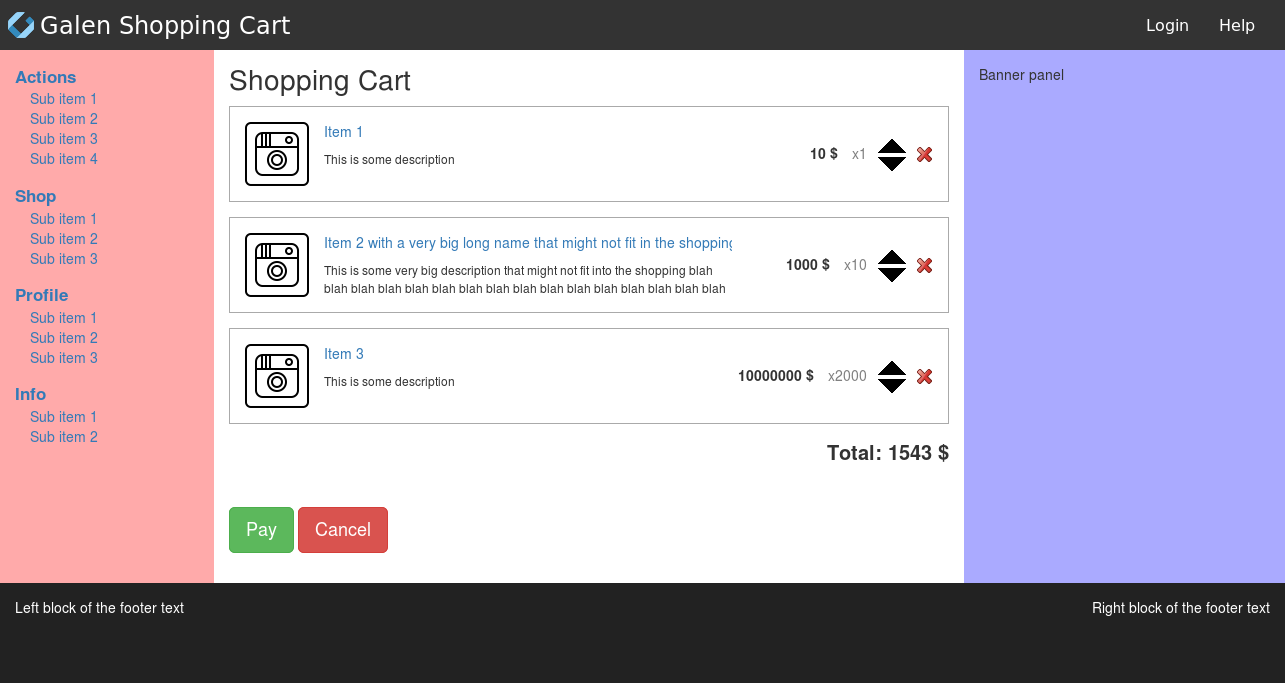 Galen Shopping Cart
Login Help
Actions
Sub item 1
Sub item 2
Sub item 3
Sub item 4
Shop
Sub item 1
Sub item 2
Sub item 3
Profile
Sub item 1
Sub item 2
Sub item 3
Info
Sub item 1
Sub item 2
Shopping Cart
Item 1
This is some description
10 $ x1
Item 2 with a very big long name that might not fit in the shopping
This is some very big description that might not fit into the shopping blah
blah blah blah blah blah blah blah blah blah blah blah blah blah blah blah
1000 $ x10
Item 3
This is some description
10000000 $ x2000
Total: 1543 $
Pay Cancel
Banner panel
Left block of the footer text
Right block of the footer text